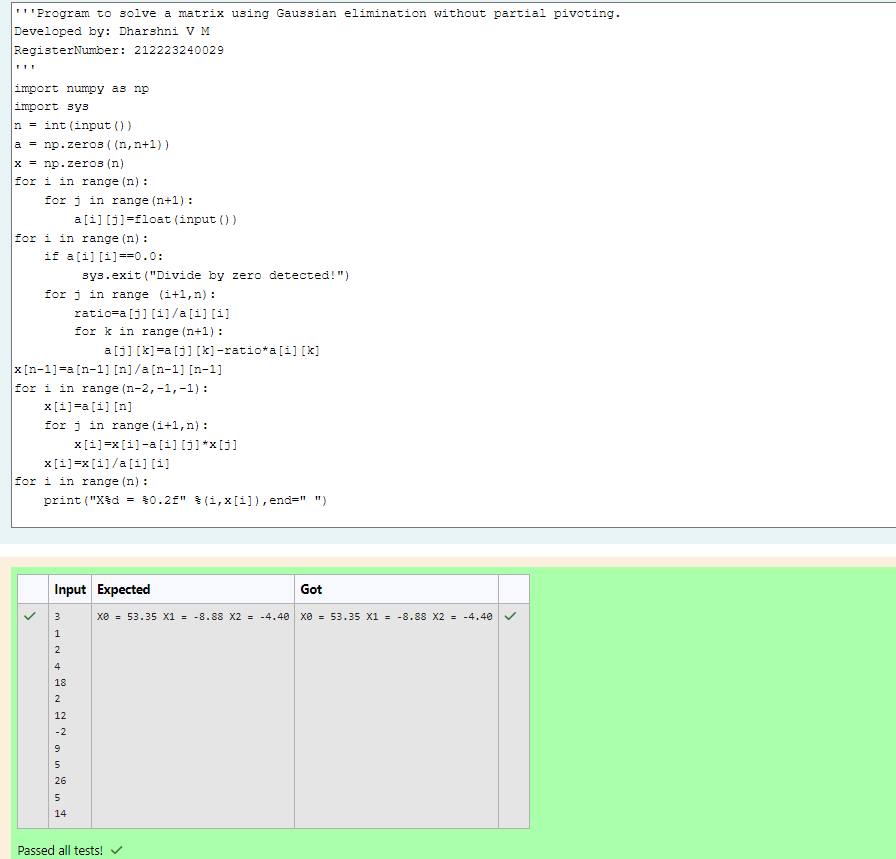 '''Program to solve a matrix using Gaussian elimination without partial pivoting.
Developed by: Dharshni V M
RegisterNumber: 212223240029
'''
import numpy as np
import sys
n = int(input())
a = np.zeros((n,n+1))
x = np.zeros(n)
for i in range(n):
    for j in range(n+1):
        a[i][j]=float(input())
for i in range(n):
    if a[i][i]==0.0:
         sys.exit("Divide by zero detected!")
    for j in range (i+1,n):
        ratio=a[j][i]/a[i][i]
        for k in range(n+1):
            a[j][k]=a[j][k]-ratio*a[i][k]
x[n-1]=a[n-1][n]/a[n-1][n-1]
for i in range(n-2,-1,-1):
    x[i]=a[i][n]
    for j in range(i+1,n):
        x[i]=x[i]-a[i][j]*x[j]
    x[i]=x[i]/a[i][i]
for i in range(n):
    print("X%d = %0.2f" %(i,x[i]),end=" ")
Input Expected Got
3 X0 = 53.35 X1 = -8.88 X2 = -4.40 X0 = 53.35 X1 = -8.88 X2 = -4.40
1
2
4
18
2
12
-2
9
5
26
5
14
Passed all tests!